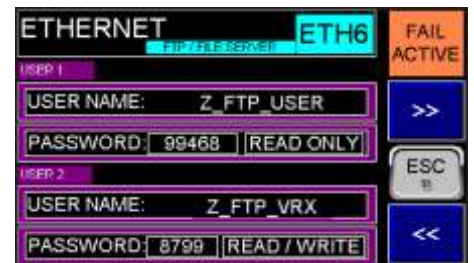 ETHERNET ETH6
FTP / FILE SERVER
FAIL
ACTIVE
USER 1
USER NAME: Z_FTP_USER
>>
PASSWORD: 99468 READ ONLY
ESC
USER 2
USER NAME: Z_FTP_VRX
PASSWORD: 8799 READ / WRITE
<<